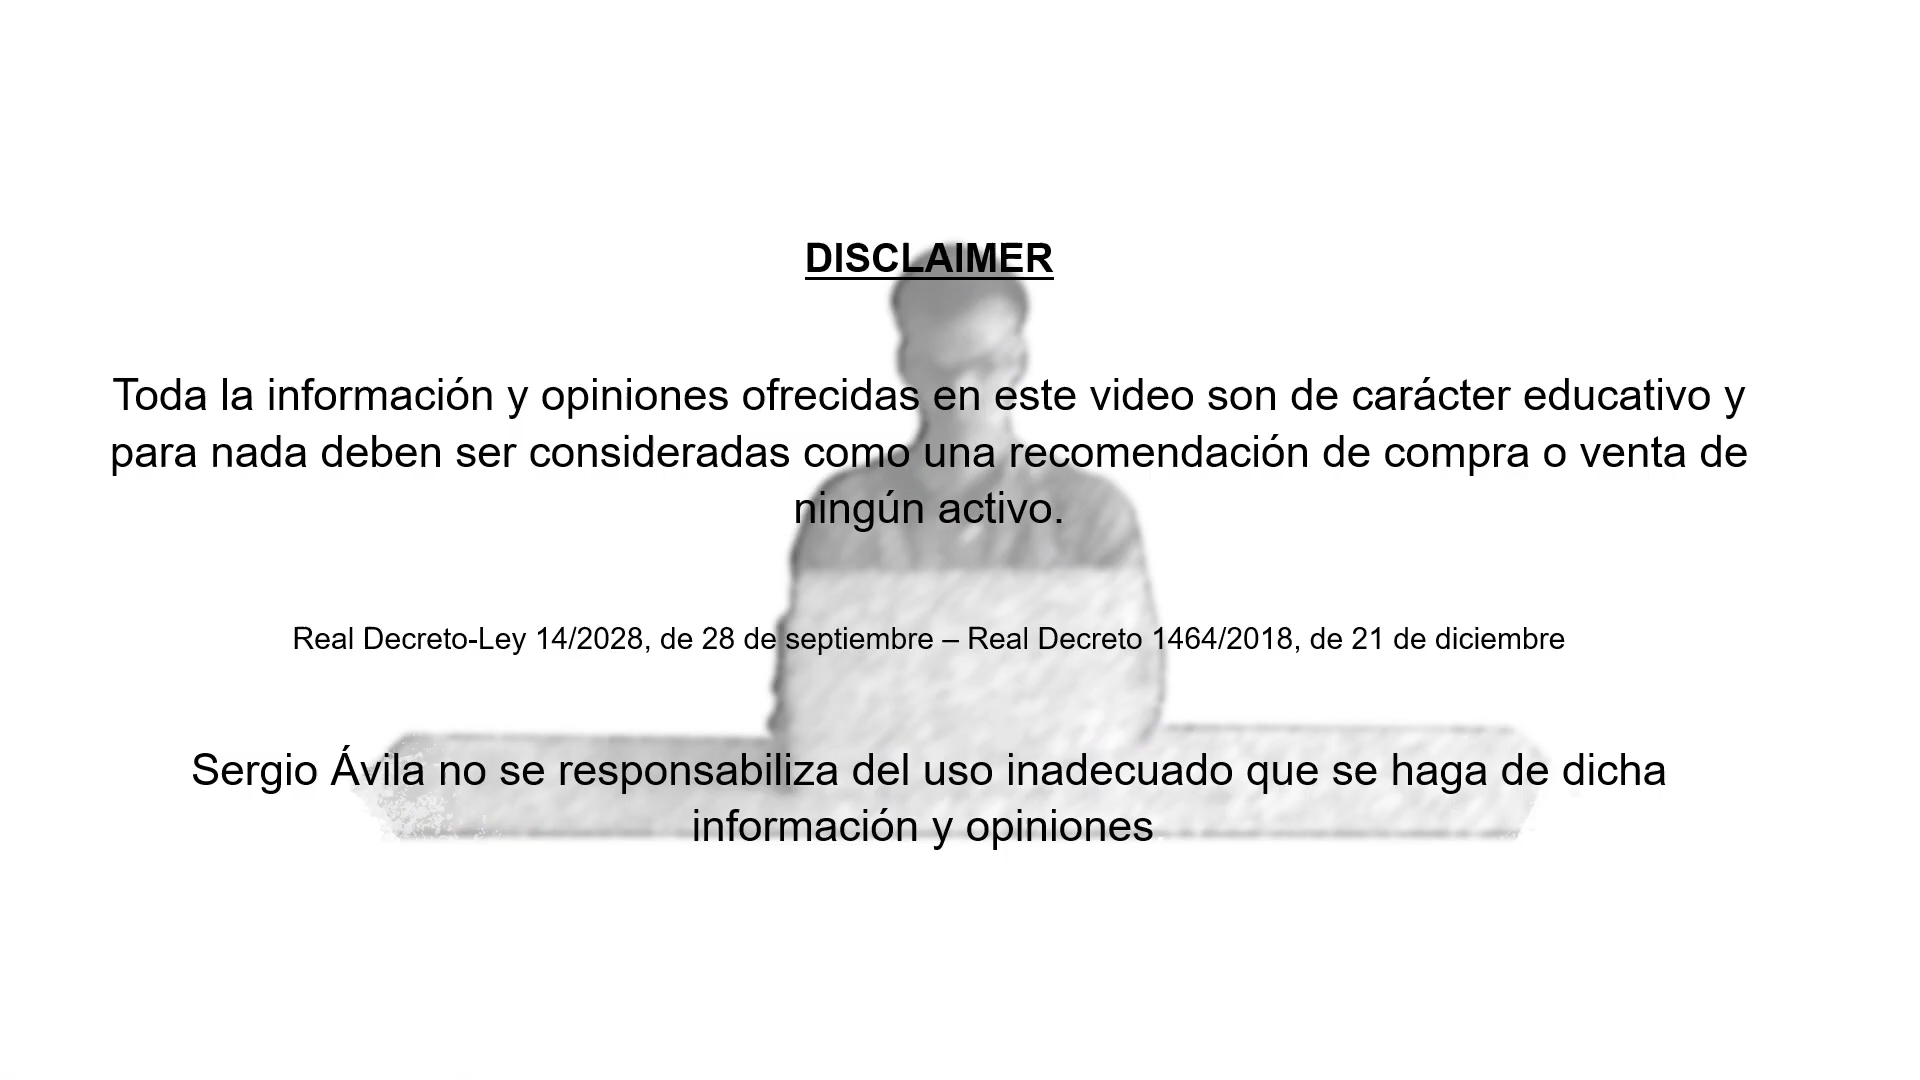 DISCLAIMER
Toda la información y opiniones ofrecidas en este video son de carácter educativo y
para nada deben ser consideradas como una recomendación de compra o venta de
ningún activo.
Real Decreto-Ley 14/2028, de 28 de septiembre – Real Decreto 1464/2018, de 21 de diciembre
Sergio Ávila no se responsabiliza del uso inadecuado que se haga de dicha
información y opiniones